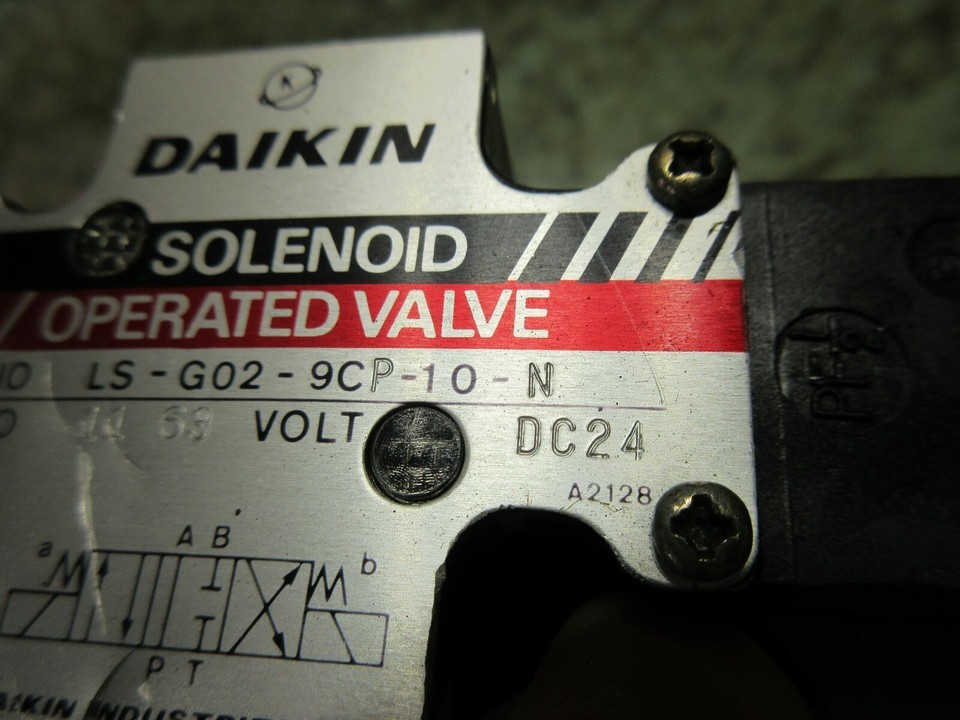 DAIKIN
SOLENOID
OPERATED VALVE
LS-G02-9CP-10-N
VOLT DC24
A2128
A B
a b
P T